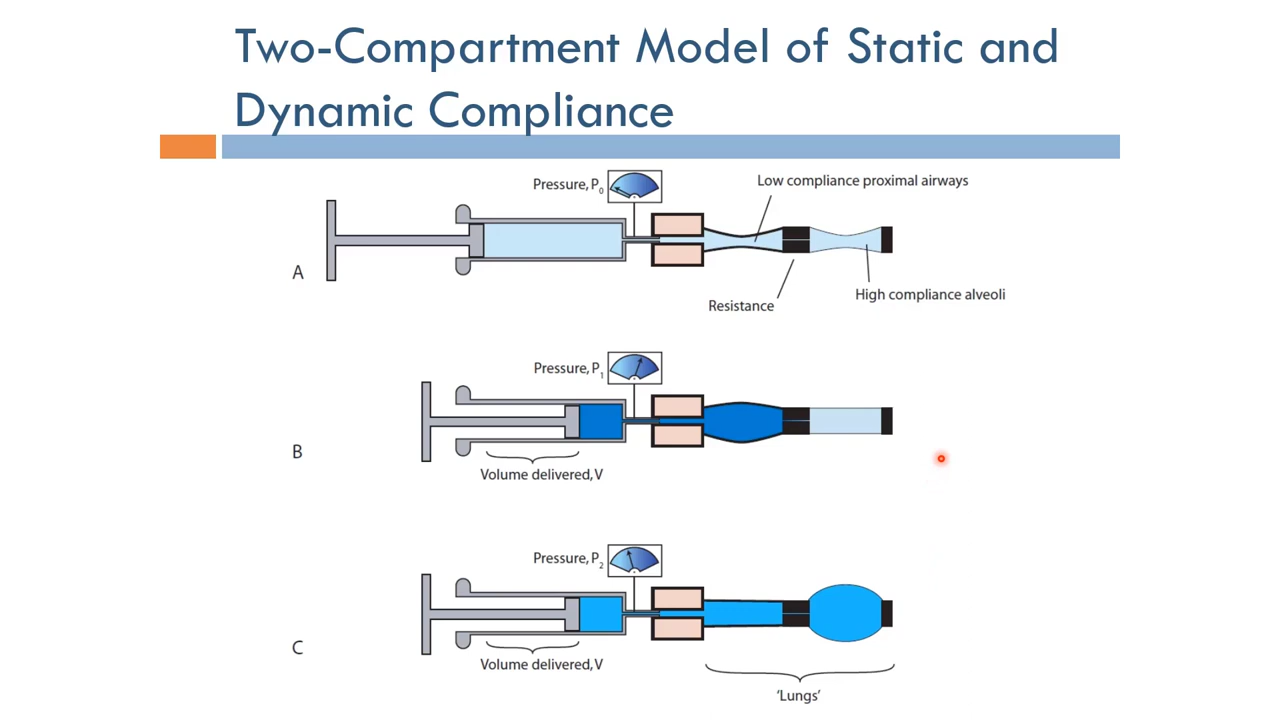 Two-Compartment Model of Static and
Dynamic Compliance
Pressure, P0
Low compliance proximal airways
A
Resistance
High compliance alveoli
Pressure, P1
B
Volume delivered, V
Pressure, P2
C
Volume delivered, V
'Lungs'